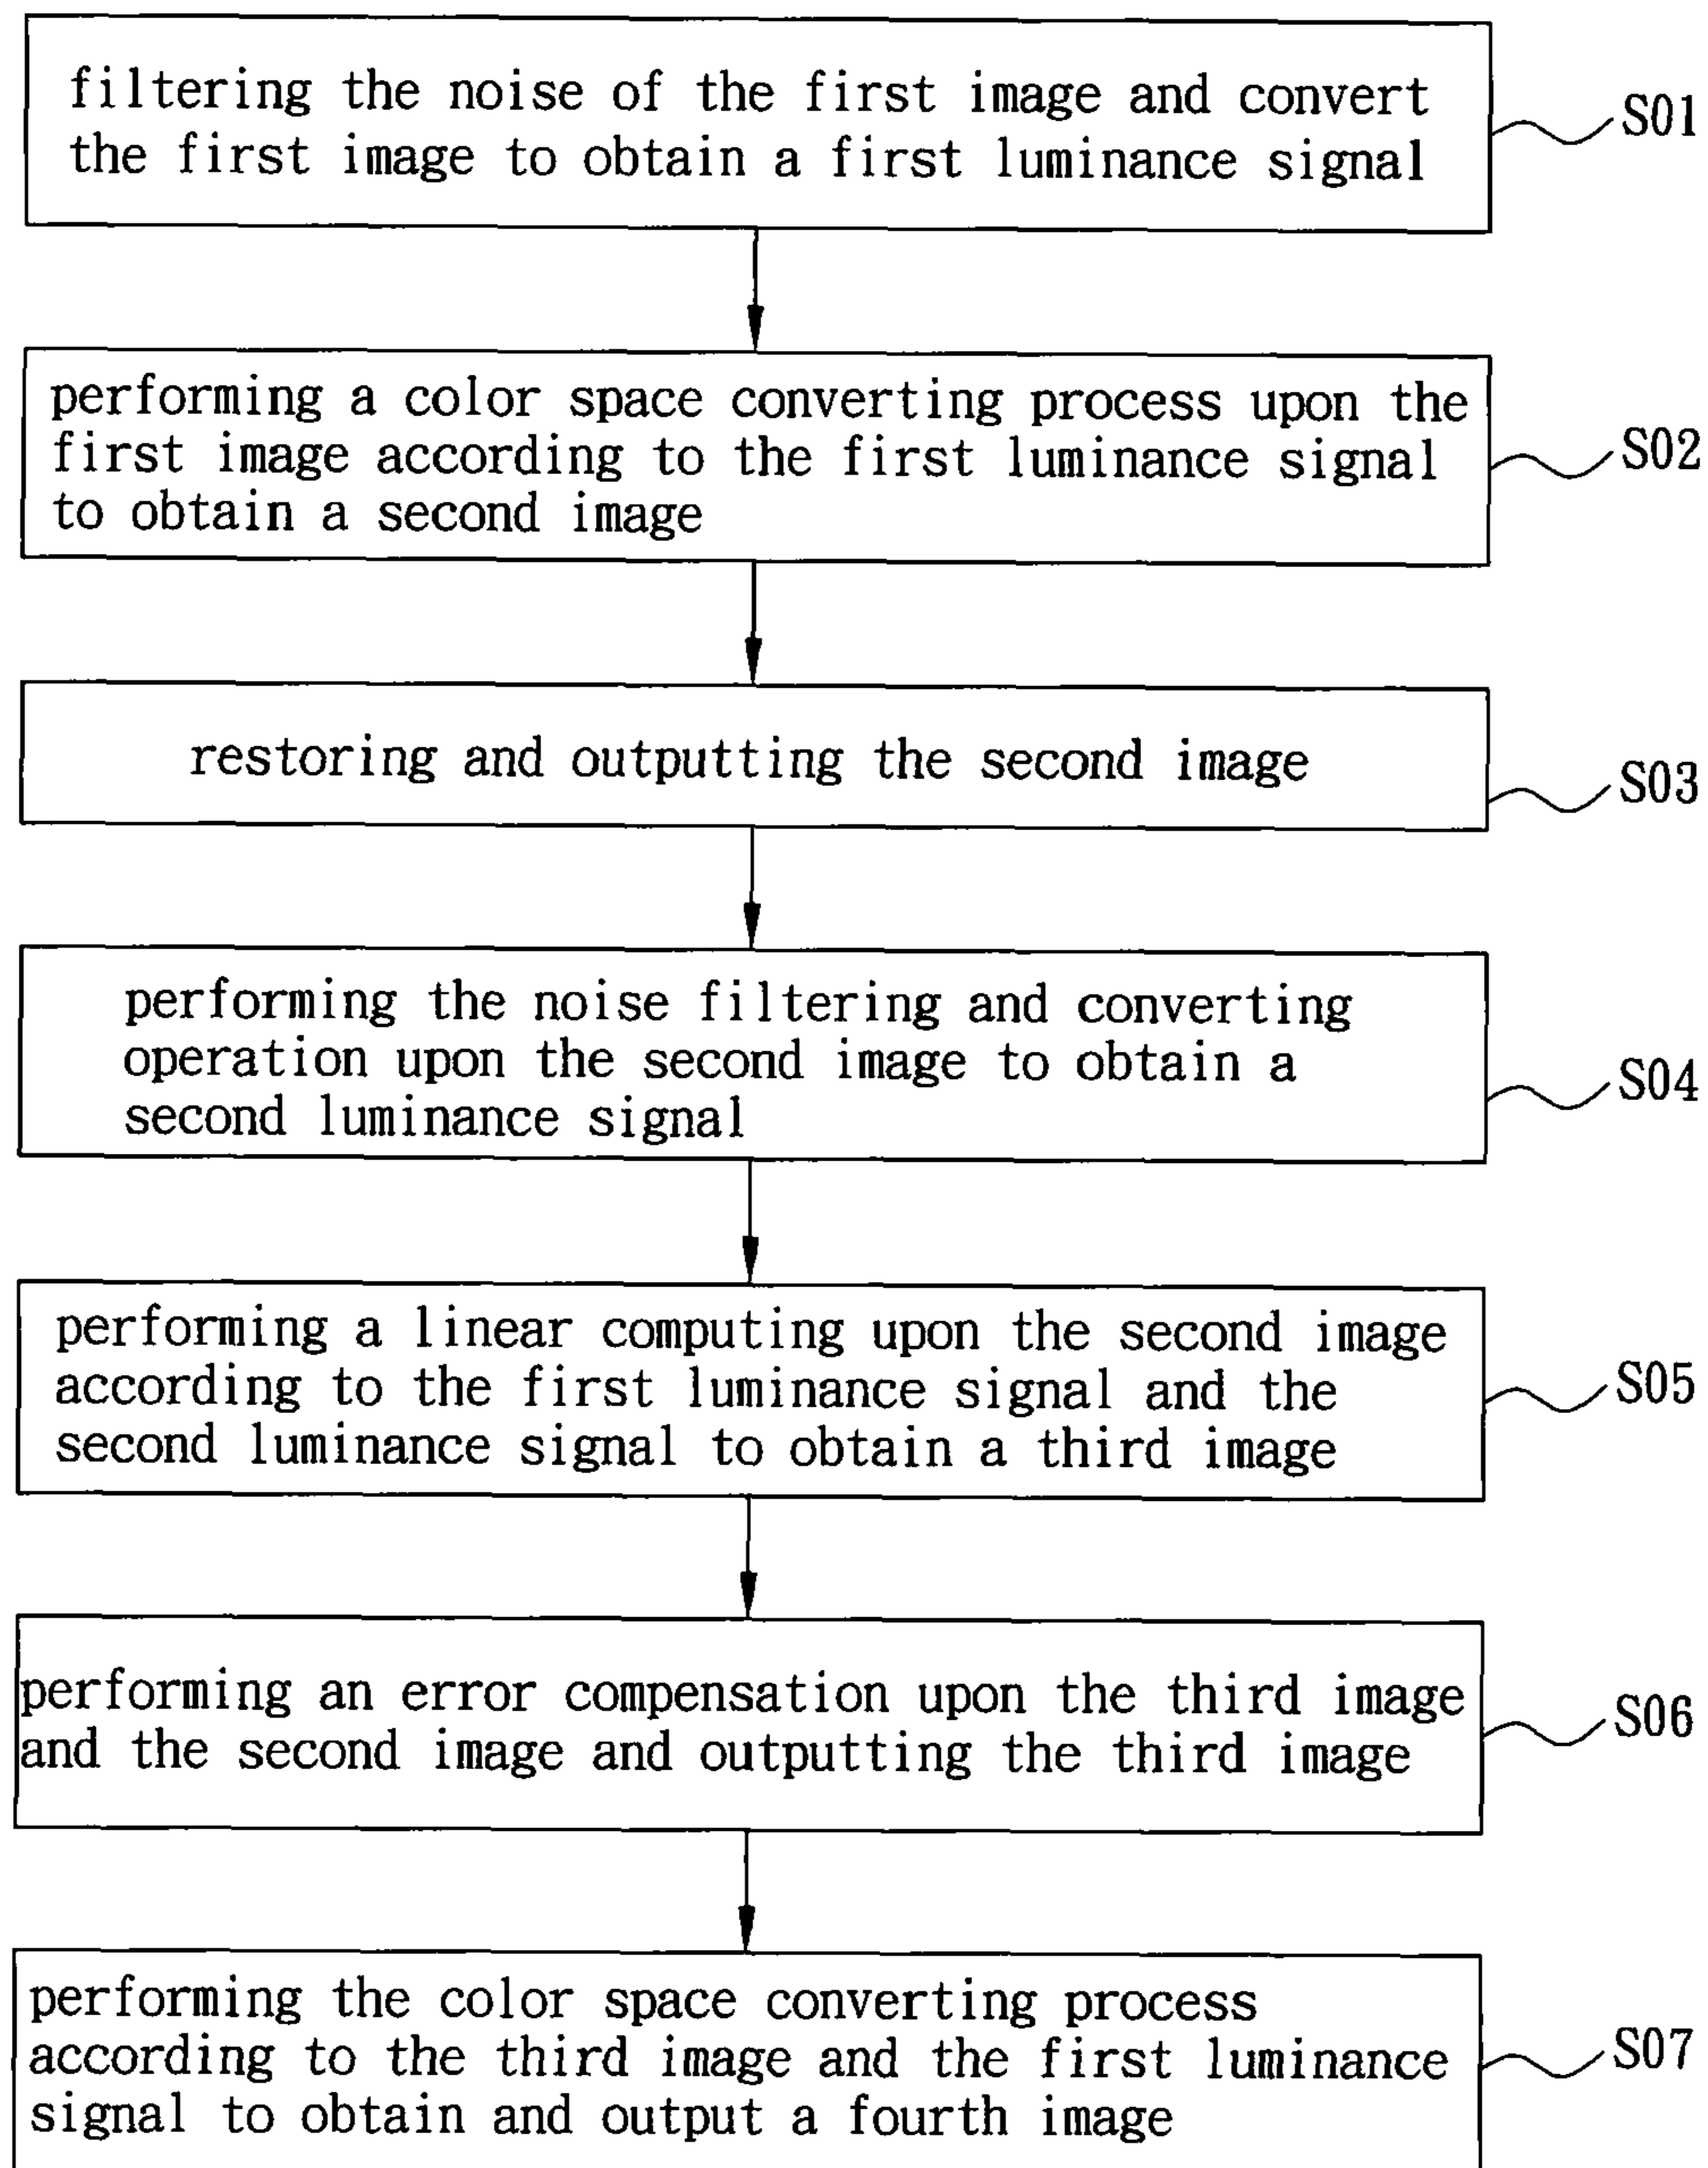 filtering the noise of the first image and convert
the first image to obtain a first luminance signal
S01
performing a color space converting process upon the
first image according to the first luminance signal
to obtain a second image
S02
restoring and outputting the second image
S03
performing the noise filtering and converting
operation upon the second image to obtain a
second luminance signal
S04
performing a linear computing upon the second image
according to the first luminance signal and the
second luminance signal to obtain a third image
S05
performing an error compensation upon the third image
and the second image and outputting the third image
S06
performing the color space converting process
according to the third image and the first luminance
signal to obtain and output a fourth image
S07